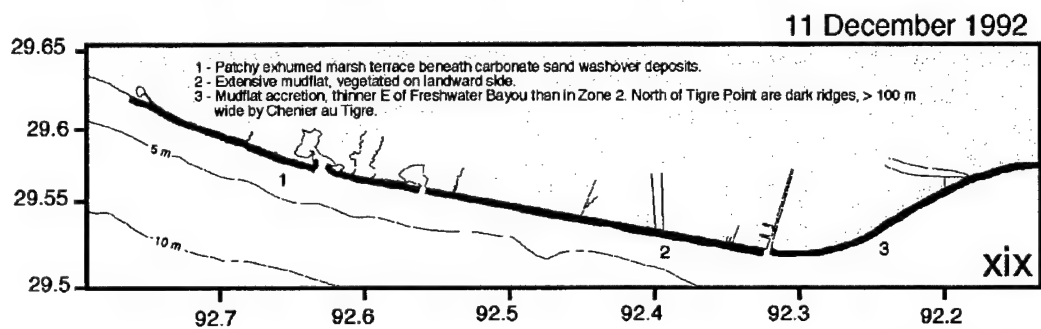 11 December 1992
29.65
1 - Patchy exhumed marsh terrace beneath carbonate sand washover deposits.
2 - Extensive mudflat, vegetated on landward side.
3 - Mudflat accretion, thinner E of Freshwater Bayou than in Zone 2. North of Tigre Point are dark ridges, > 100 m
wide by Chenier au Tigre.
29.6
5 m
1
29.55
10 m
2
3
xix
29.5
92.7 92.6 92.5 92.4 92.3 92.2